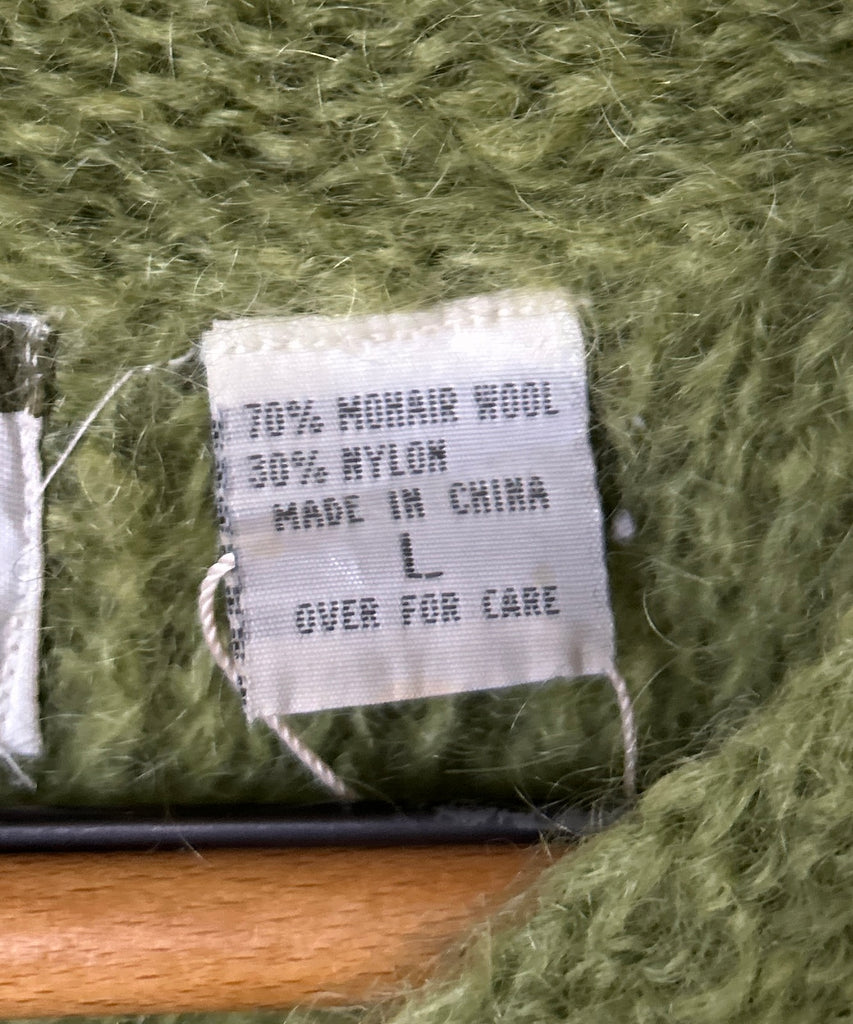 70% MOHAIR WOOL
30% NYLON
MADE IN CHINA
L
OVER FOR CARE